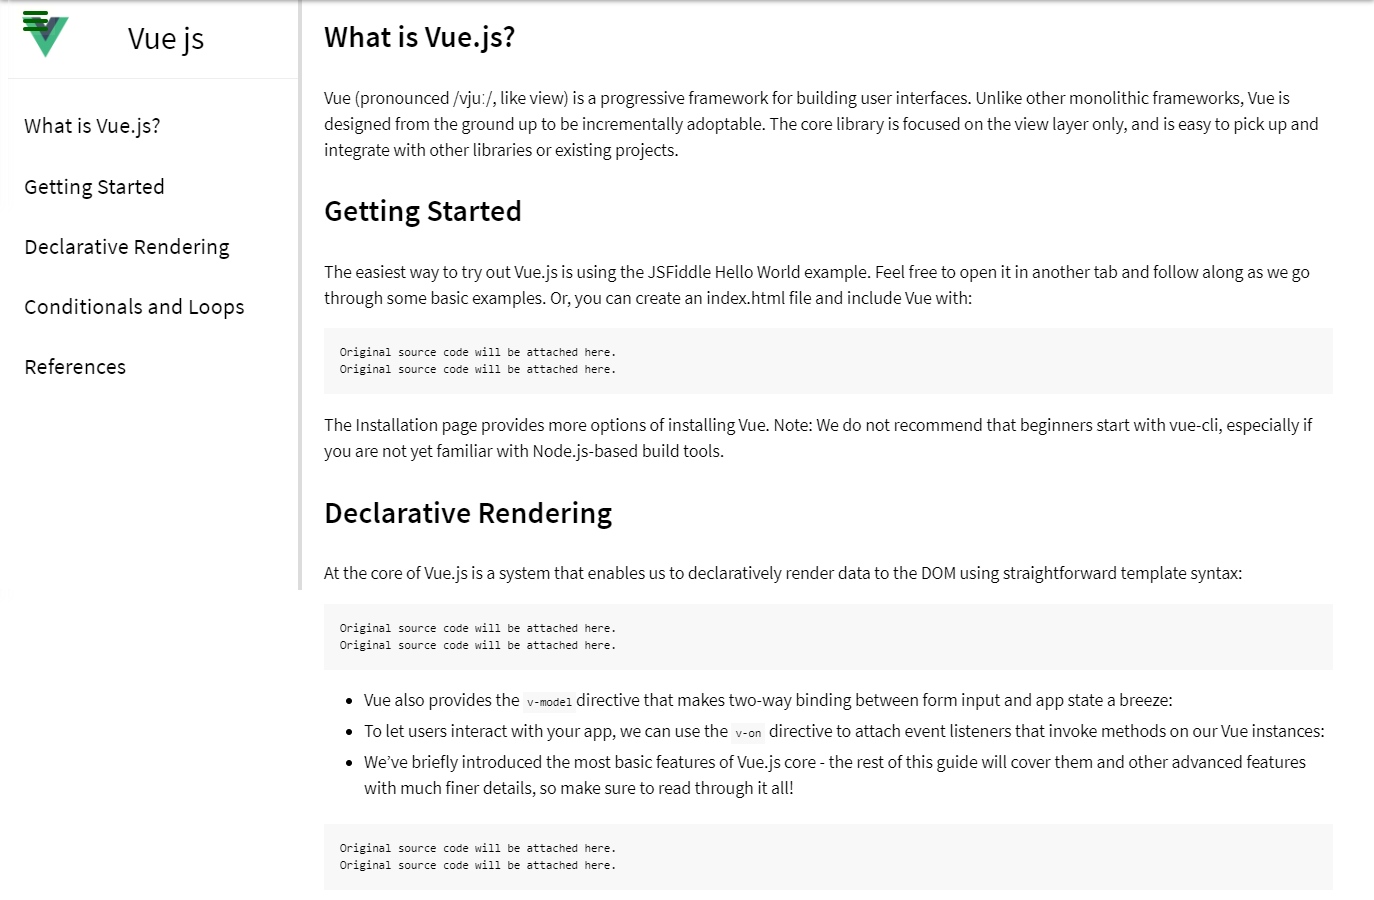 Vue js
What is Vue.js?
Getting Started
Declarative Rendering
Conditionals and Loops
References
What is Vue.js?
Vue (pronounced /vjuː/, like view) is a progressive framework for building user interfaces. Unlike other monolithic frameworks, Vue is
designed from the ground up to be incrementally adoptable. The core library is focused on the view layer only, and is easy to pick up and
integrate with other libraries or existing projects.
Getting Started
The easiest way to try out Vue.js is using the JSFiddle Hello World example. Feel free to open it in another tab and follow along as we go
through some basic examples. Or, you can create an index.html file and include Vue with:
Original source code will be attached here.
Original source code will be attached here.
The Installation page provides more options of installing Vue. Note: We do not recommend that beginners start with vue-cli, especially if
you are not yet familiar with Node.js-based build tools.
Declarative Rendering
At the core of Vue.js is a system that enables us to declaratively render data to the DOM using straightforward template syntax:
Original source code will be attached here.
Original source code will be attached here.
• Vue also provides the v-model directive that makes two-way binding between form input and app state a breeze:
• To let users interact with your app, we can use the v-on directive to attach event listeners that invoke methods on our Vue instances:
• We’ve briefly introduced the most basic features of Vue.js core - the rest of this guide will cover them and other advanced features
with much finer details, so make sure to read through it all!
Original source code will be attached here.
Original source code will be attached here.